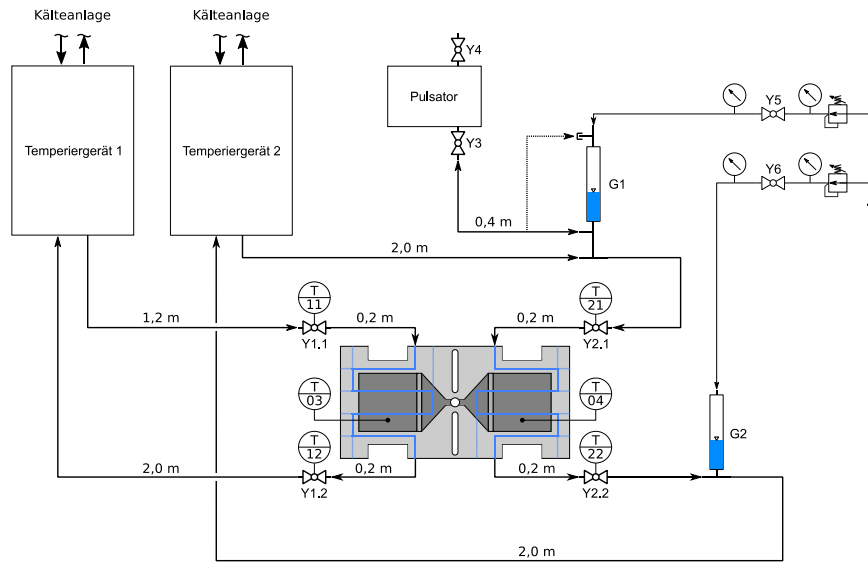 Kälteanlage
Kälteanlage
Y4
Temperiergerät 1
Temperiergerät 2
Pulsator
Y3
Y5
Y6
G1
0,4 m
2,0 m
1,2 m
T
11
0,2 m
Y1.1
0,2 m
T
21
Y2.1
T
03
T
04
T
12
0,2 m
Y1.2
2,0 m
0,2 m
T
22
Y2.2
G2
2,0 m